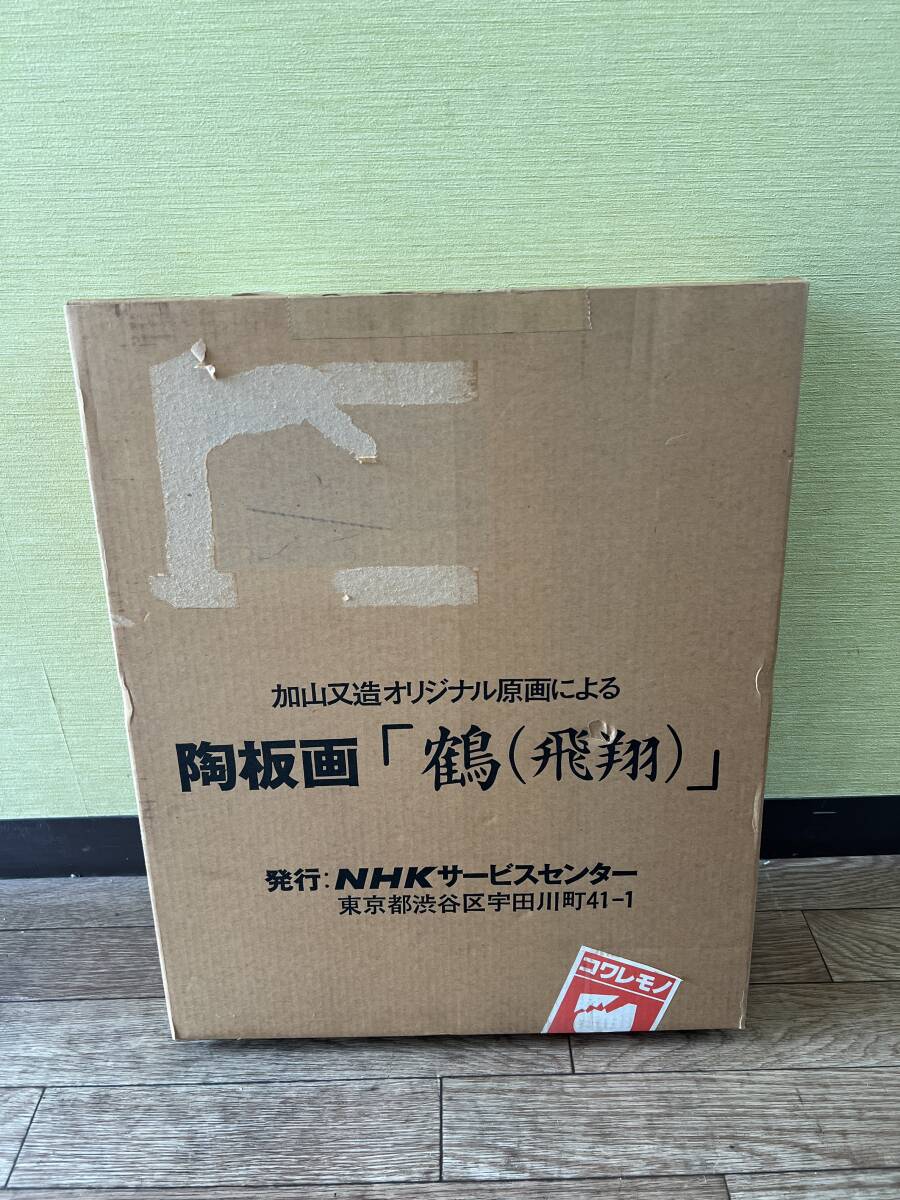 加山又造オリジナル原画による
陶板画「鶴(飛翔)」
発行:NHKサービスセンター
東京都渋谷区宇田川町41-1
コワレモノ